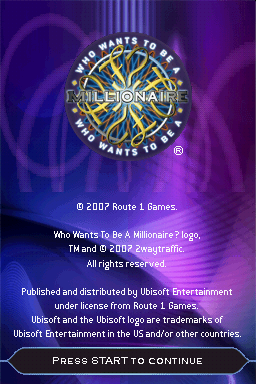 WHO WANTS TO BE A
MILLIONAIRE
WHO WANTS TO BE A
®
© 2007 Route 1 Games.
Who Wants To Be A Millionaire? logo,
TM and © 2007 2waytraffic.
All rights reserved.
Published and distributed by Ubisoft Entertainment
under license from Route 1 Games.
Ubisoft and the Ubisoft logo are trademarks of
Ubisoft Entertainment in the US and/or other countries.
PRESS START TO CONTINUE